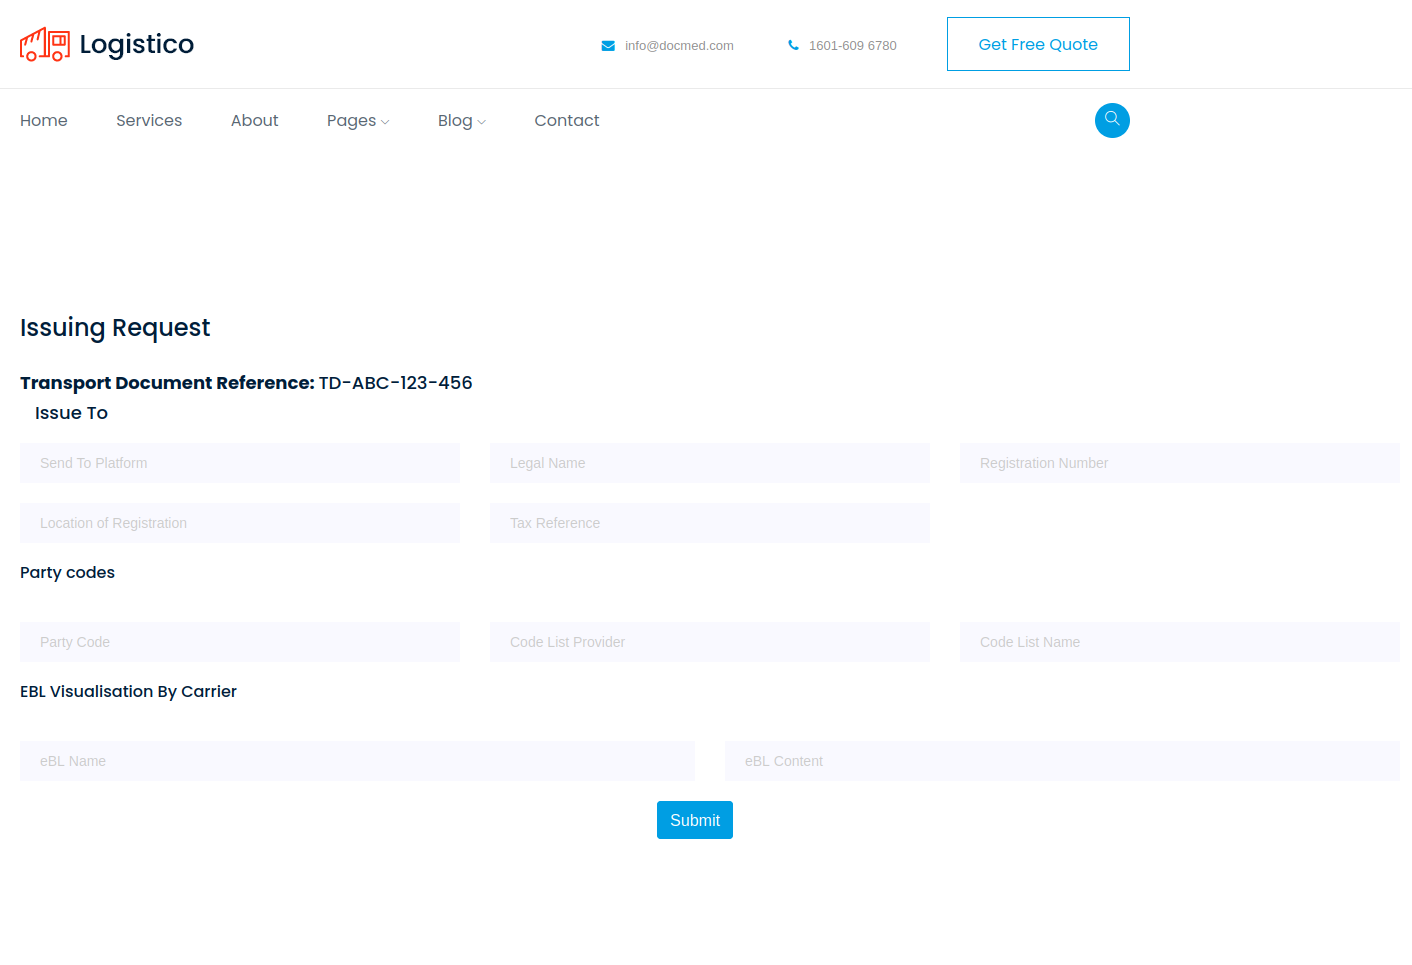 Logistico
info@docmed.com
1601-609 6780
Get Free Quote
Home
Services
About
Pages
Blog
Contact
Issuing Request
Transport Document Reference: TD-ABC-123-456
Issue To
Send To Platform
Legal Name
Registration Number
Location of Registration
Tax Reference
Party codes
Party Code
Code List Provider
Code List Name
EBL Visualisation By Carrier
eBL Name
eBL Content
Submit